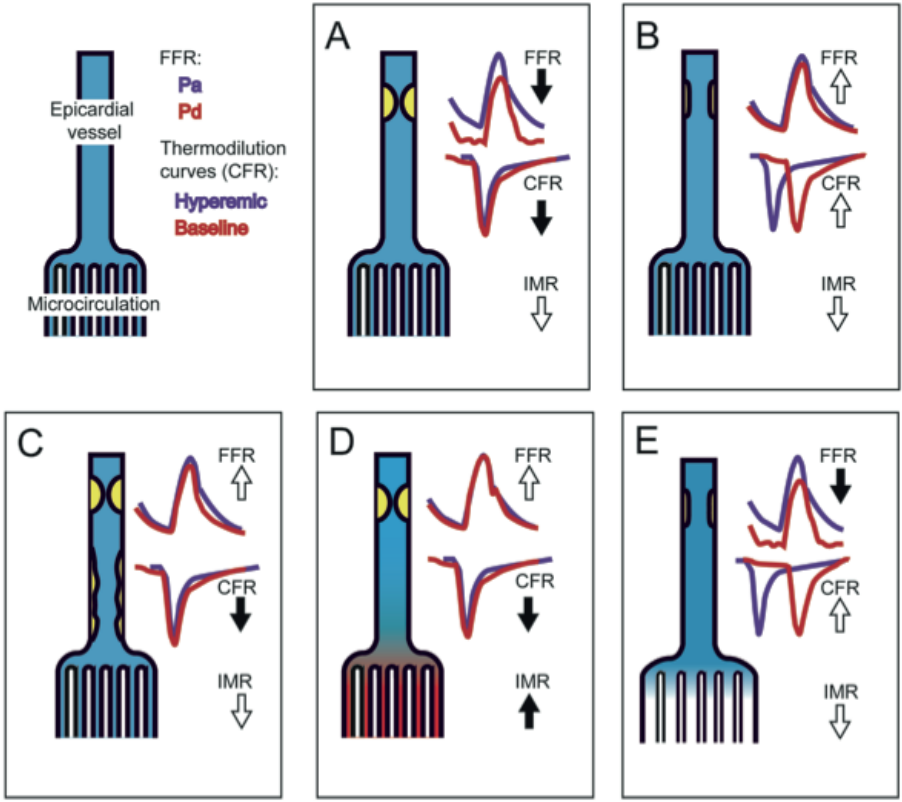 FFR:
Pa
Pd
Epicardial
vessel
Thermodilution
curves (CFR):
Hyperemic
Baseline
Microcirculation
A
FFR
CFR
IMR
B
FFR
CFR
IMR
C
FFR
CFR
IMR
D
FFR
CFR
IMR
E
FFR
CFR
IMR